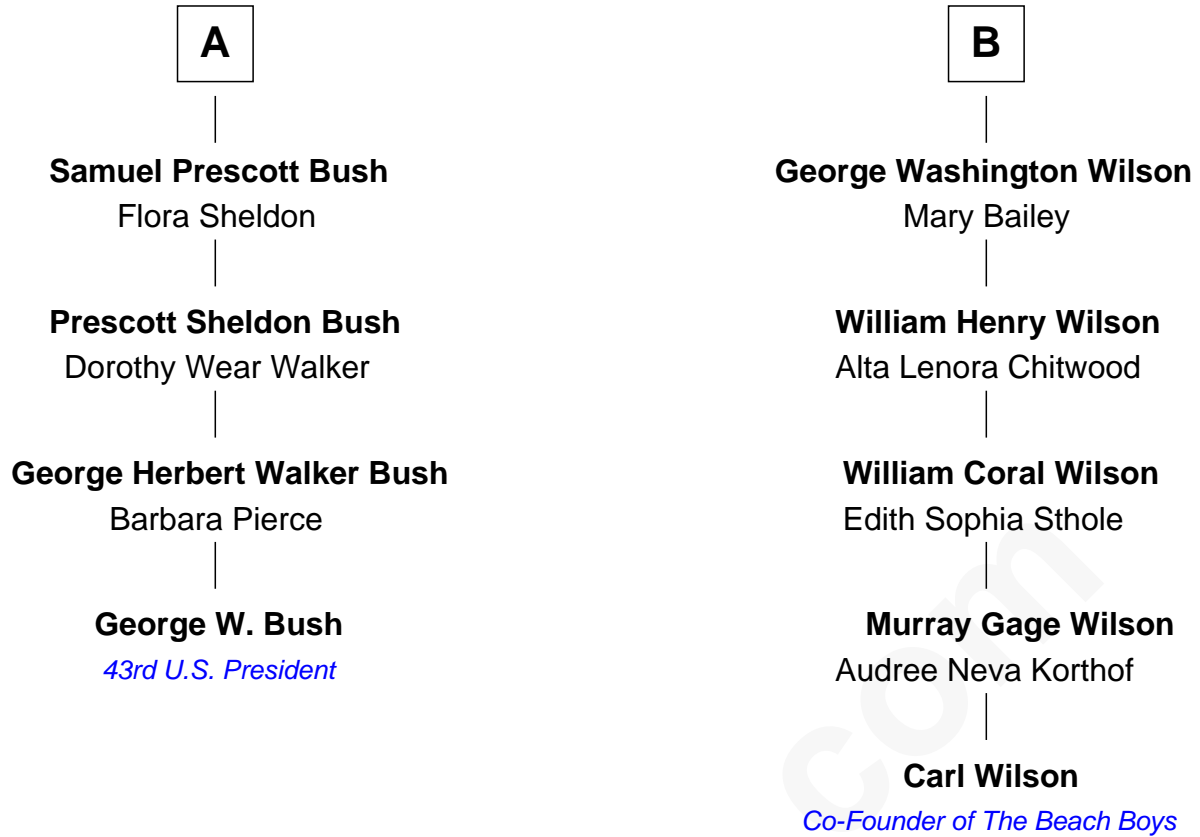 A
Samuel Prescott Bush
Flora Sheldon
Prescott Sheldon Bush
Dorothy Wear Walker
George Herbert Walker Bush
Barbara Pierce
George W. Bush
43rd U.S. President
B
George Washington Wilson
Mary Bailey
William Henry Wilson
Alta Lenora Chitwood
William Coral Wilson
Edith Sophia Sthole
Murray Gage Wilson
Audree Neva Korthof
Carl Wilson
Co-Founder of The Beach Boys
com